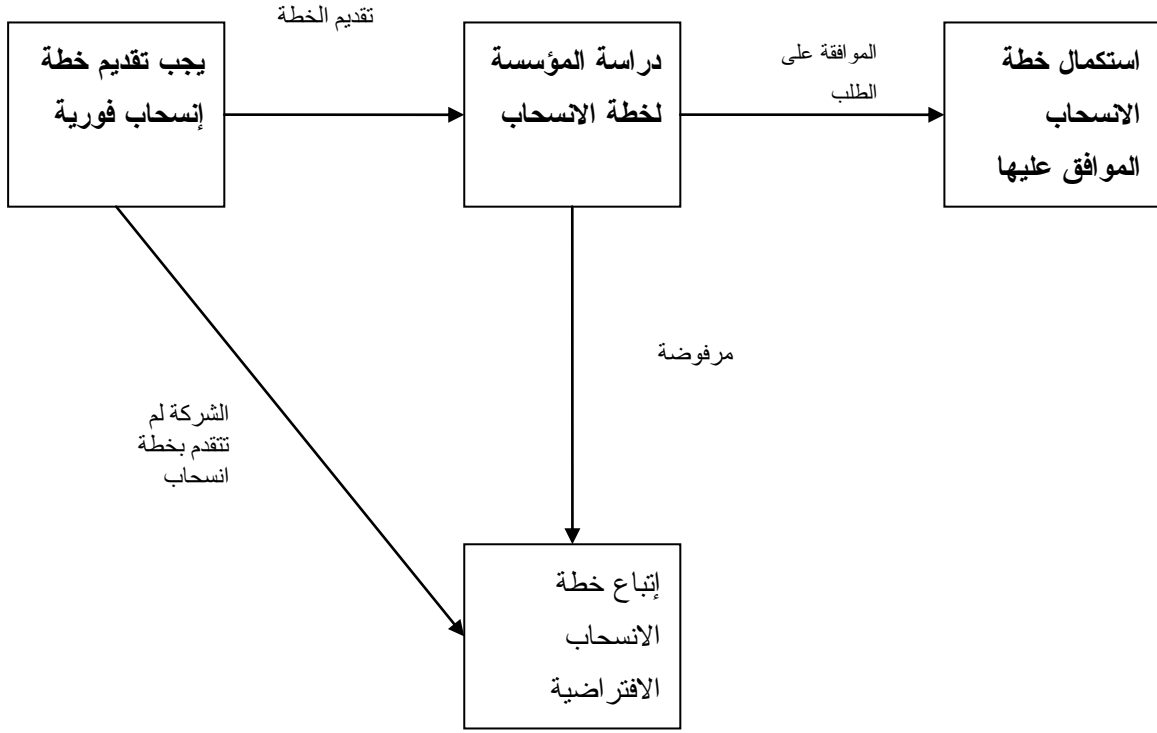 تقديم الخطة
يجب تقديم خطة
إنسحاب فورية
دراسة المؤسسة
لخطة الانسحاب
الموافقة على
الطلب
استكمال خطة
الانسحاب
الموافق عليها
مرفوضة
الشركة لم
تتقدم بخطة
انسحاب
إتباع خطة
الانسحاب
الافتراضية